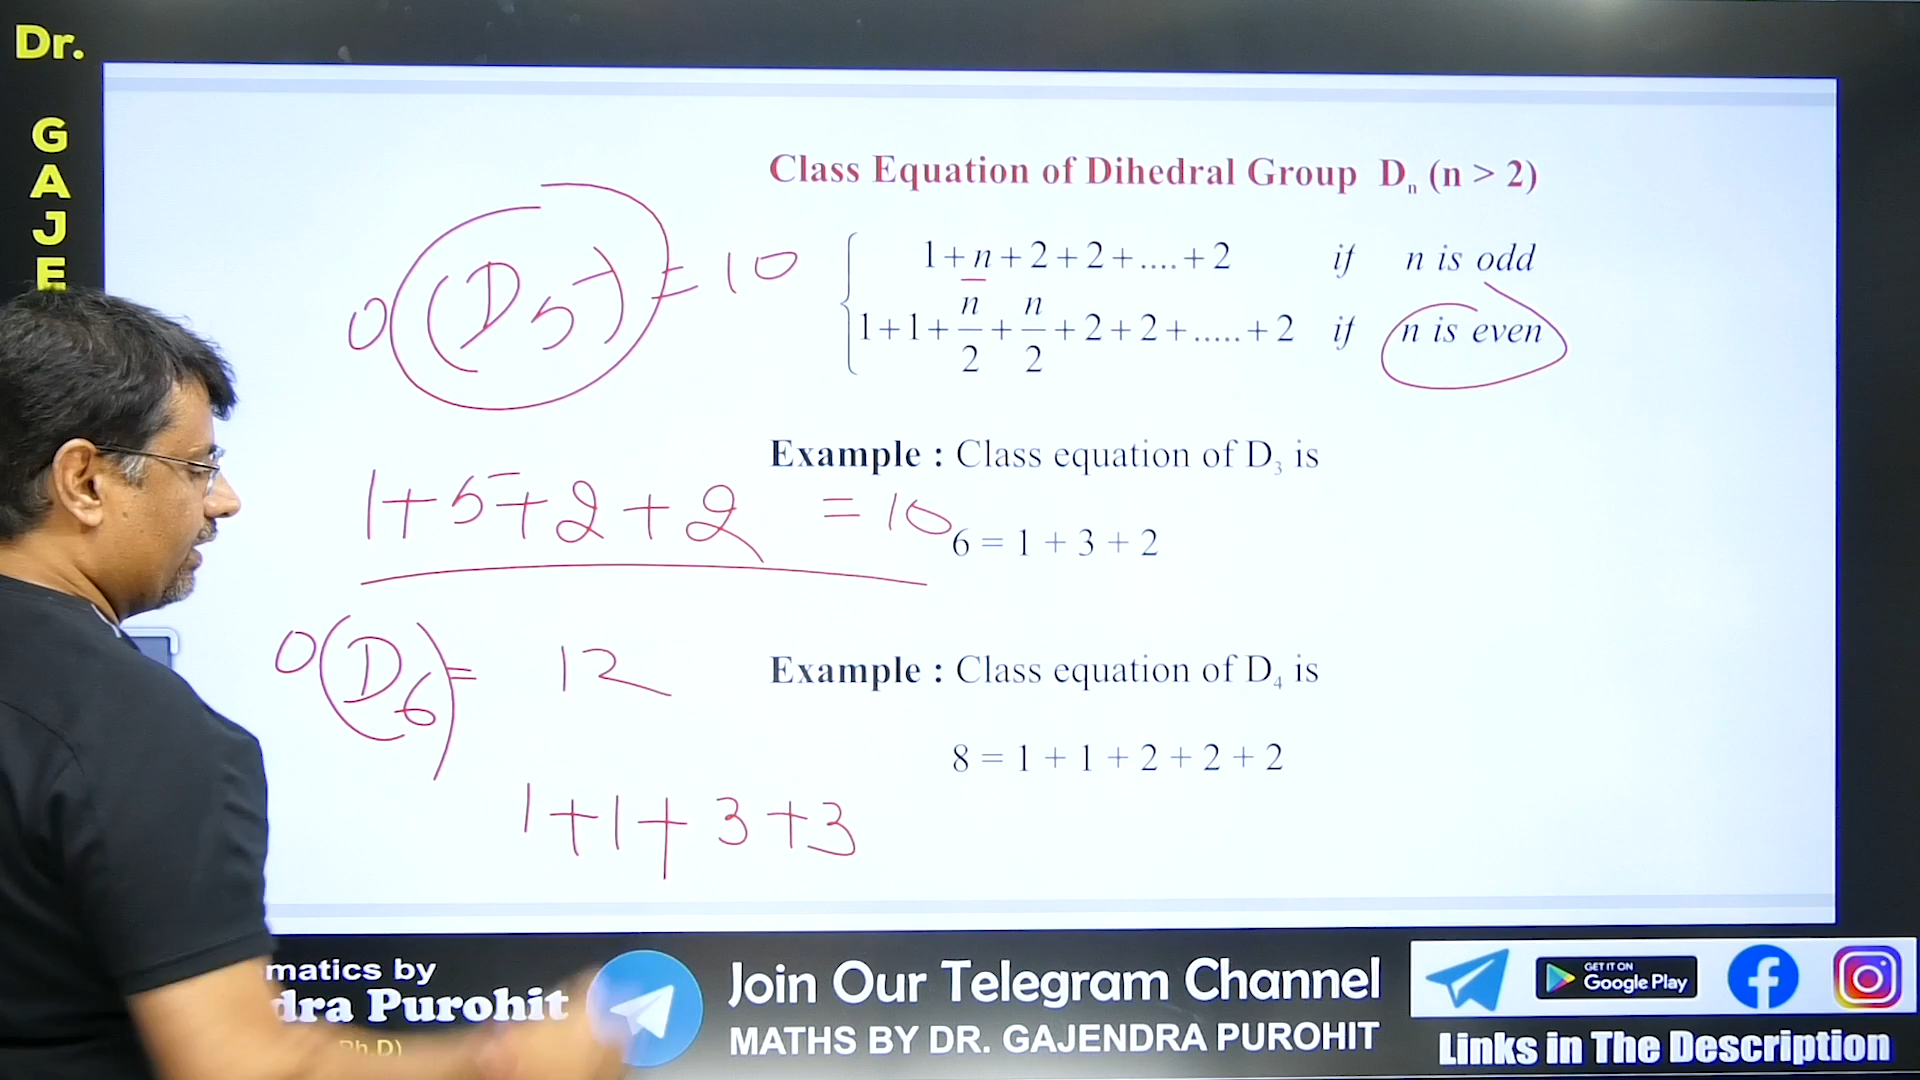 Dr.
G
A
J
E
Class Equation of Dihedral Group Dₙ (n > 2)
1+n+2+2+....+2 if n is odd
1+1+n/2+n/2+2+2+.....+2 if n is even
O(D5) = 10
Example : Class equation of D₃ is
1+5+2+2 = 10
6 = 1 + 3 + 2
O(D6) = 12
Example : Class equation of D₄ is
8 = 1 + 1 + 2 + 2 + 2
1+1+3+3
matics by
dra Purohit
Ph.D)
Join Our Telegram Channel
MATHS BY DR. GAJENDRA PUROHIT
GET IT ON
Google Play
Links in The Description